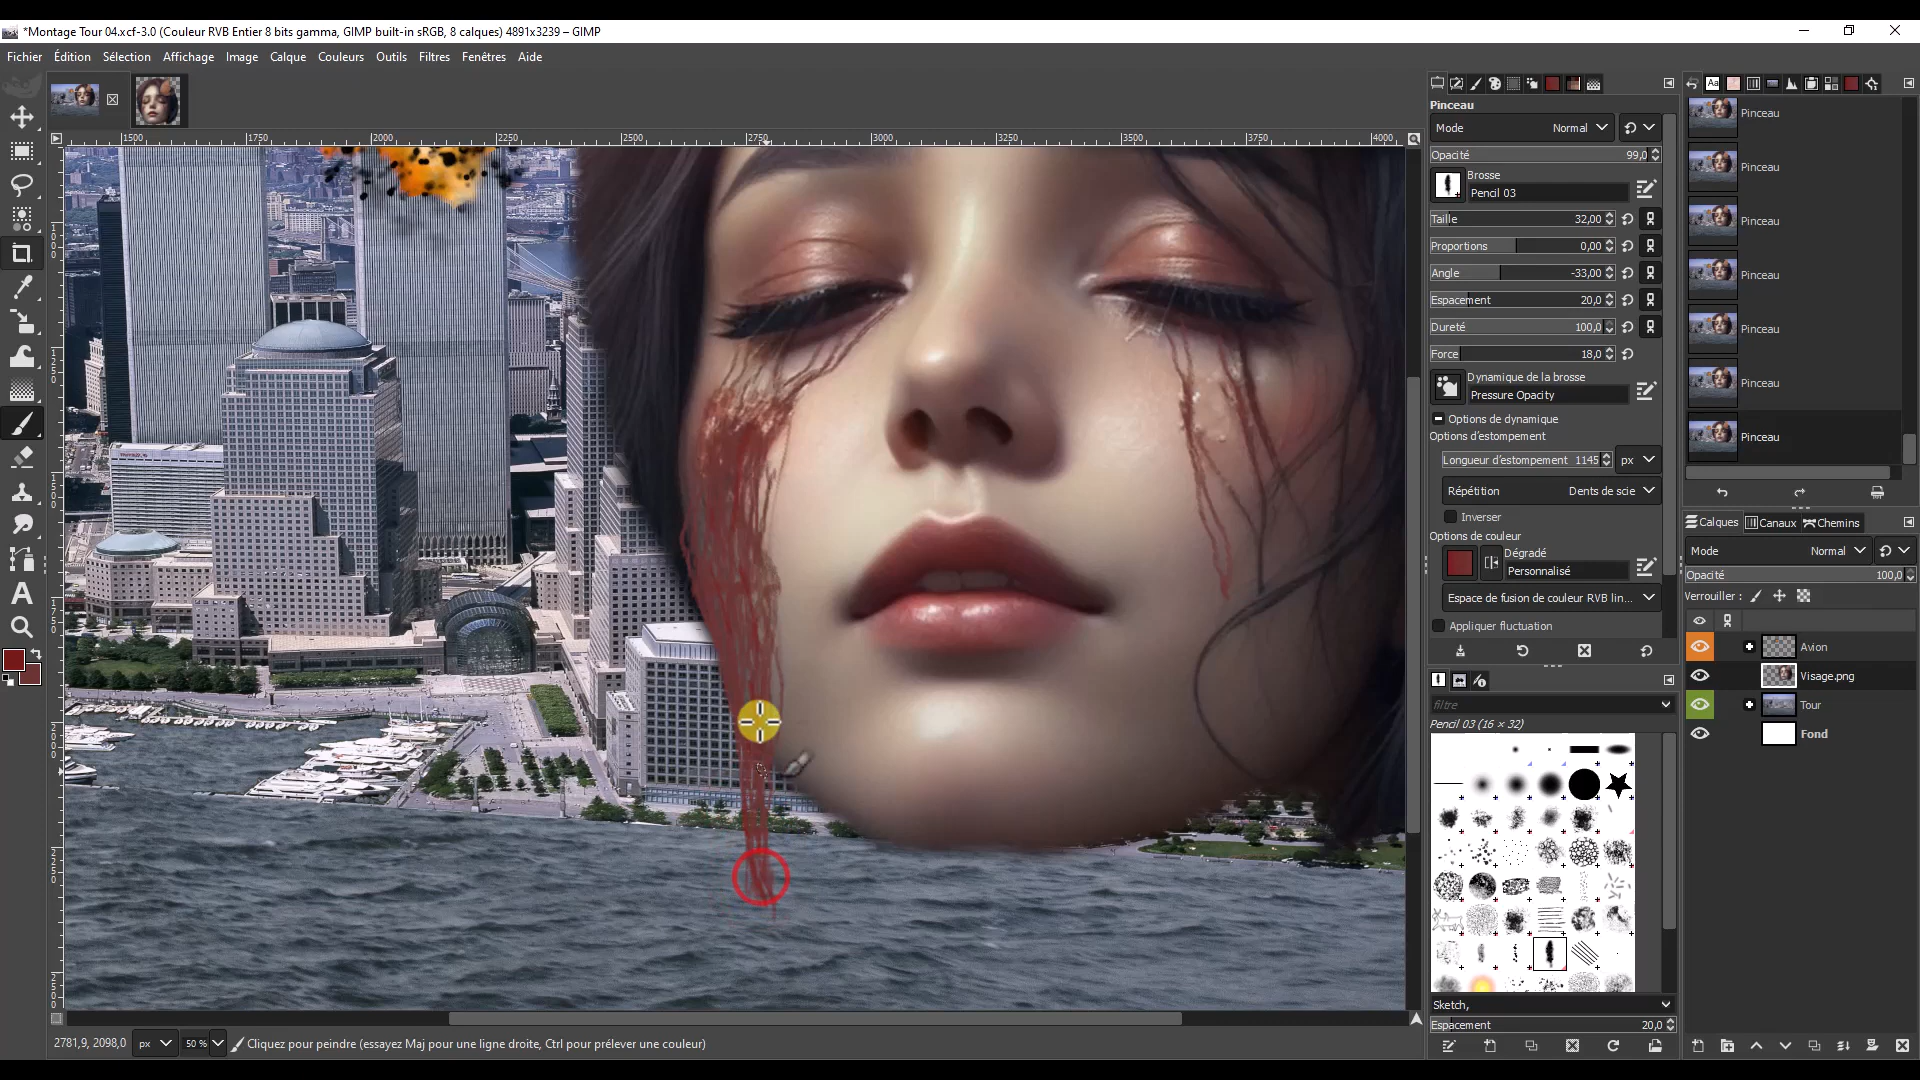 *Montage Tour 04.xcf-3.0 (Couleur RVB Entier 8 bits gamma, GIMP built-in sRGB, 8 calques) 4891x3239 – GIMP
Fichier Édition Sélection Affichage Image Calque Couleurs Outils Filtres Fenêtres Aide
1500 1750 2000 2250 2500 2750 3000 3250 3500 3750 4000
1000
1250
1500
1750
2000
2250
2500
A
2781,9, 2098,0 px 50 % Cliquez pour peindre (essayez Maj pour une ligne droite, Ctrl pour prélever une couleur)
Pinceau
Mode Normal
Opacité 99,0
Brosse
Pencil 03
Taille 32,00
Proportions 0,00
Angle -33,00
Espacement 20,0
Dureté 100,0
Force 18,0
Dynamique de la brosse
Pressure Opacity
Options de dynamique
Options d'estompement
Longueur d'estompement 1145 px
Répétition Dents de scie
Inverser
Options de couleur
Dégradé
Personnalisé
Espace de fusion de couleur RVB lin...
Appliquer fluctuation
filtre
Pencil 03 (16 × 32)
Sketch,
Espacement 20,0
Aa
Pinceau
Pinceau
Pinceau
Pinceau
Pinceau
Pinceau
Pinceau
Calques Canaux Chemins
Mode Normal
Opacité 100,0
Verrouiller :
Avion
Visage.png
Tour
Fond